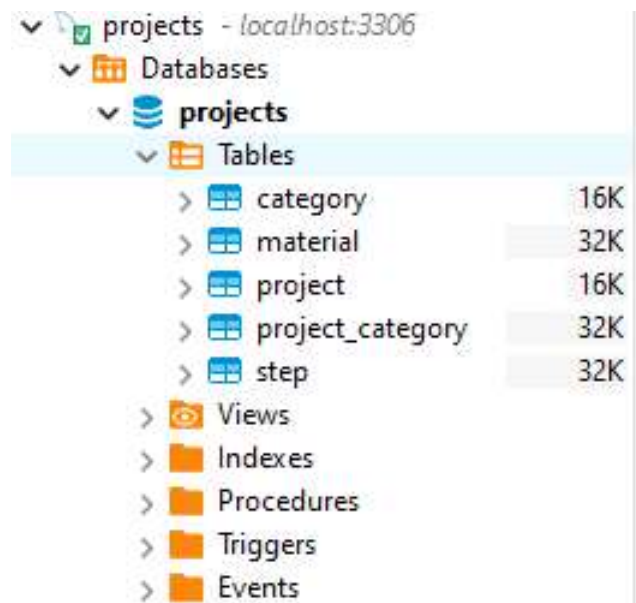 projects - localhost:3306
Databases
projects
Tables
category 16K
material 32K
project 16K
project_category 32K
step 32K
Views
Indexes
Procedures
Triggers
Events